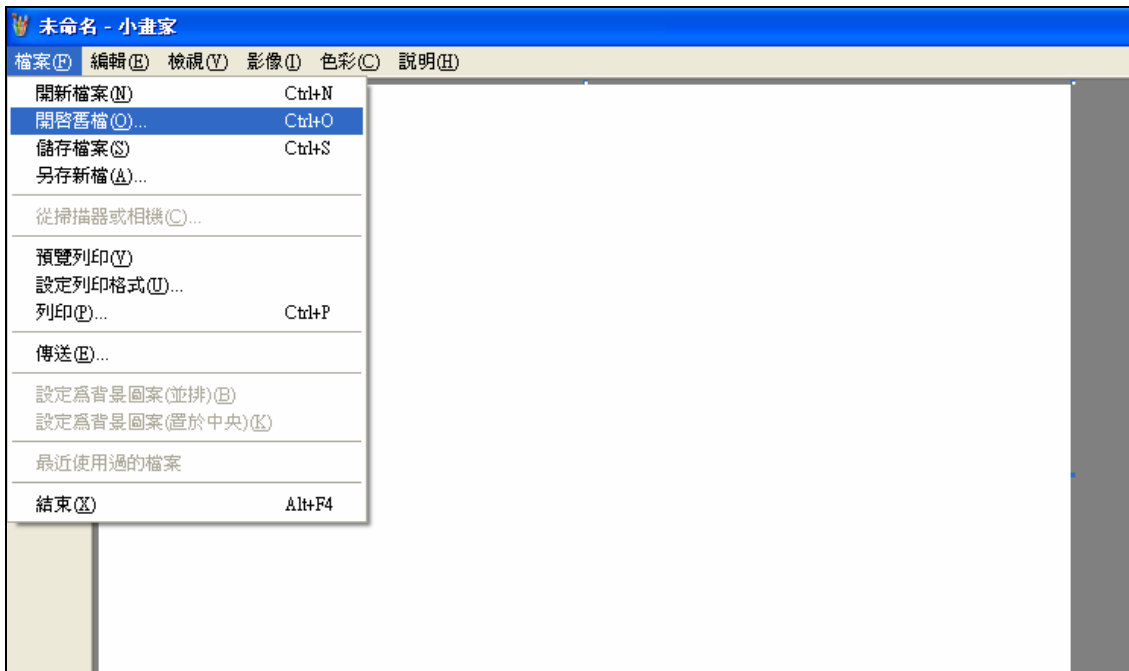 未命名 - 小畫家
檔案(F) 編輯(E) 檢視(V) 影像(I) 色彩(C) 說明(H)
開新檔案(N) Ctrl+N
開啓舊檔(O)... Ctrl+O
儲存檔案(S) Ctrl+S
另存新檔(A)...
從掃描器或相機(C)...
預覽列印(V)
設定列印格式(U)...
列印(P)... Ctrl+P
傳送(E)...
設定爲背景圖案(並排)(B)
設定爲背景圖案(置於中央)(K)
最近使用過的檔案
結束(X) Alt+F4